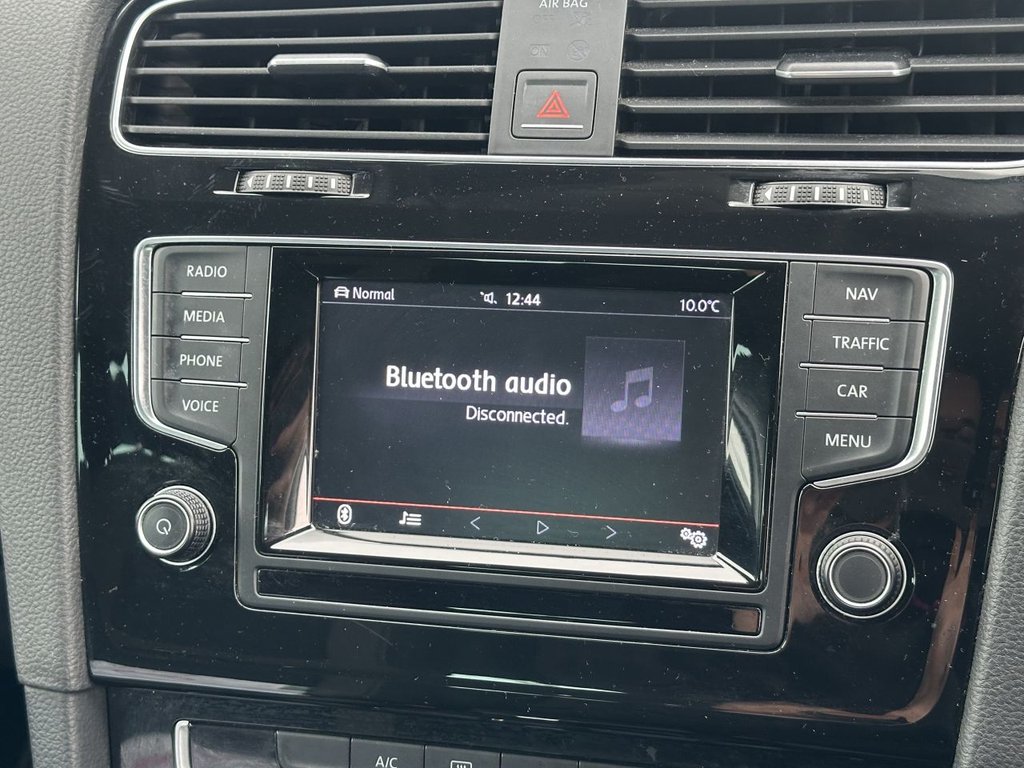 AIR BAG
RADIO
MEDIA
PHONE
VOICE
Normal
12:44
10.0°C
Bluetooth audio
Disconnected.
NAV
TRAFFIC
CAR
MENU
A/C